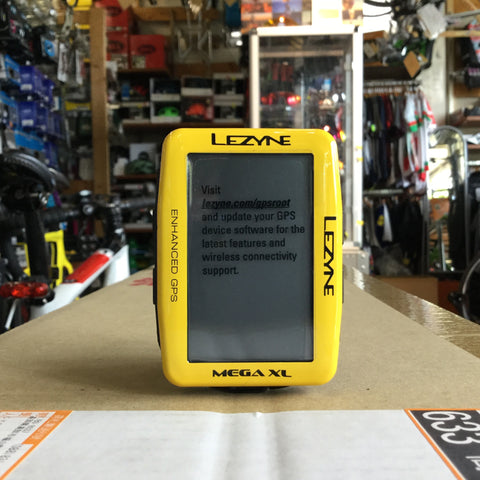 LEZYNE
Visit
lezyne.com/gpsroot
and update your GPS
device software for the
latest features and
wireless connectivity
support.
ENHANCED GPS
LEZYNE
MEGA XL
633